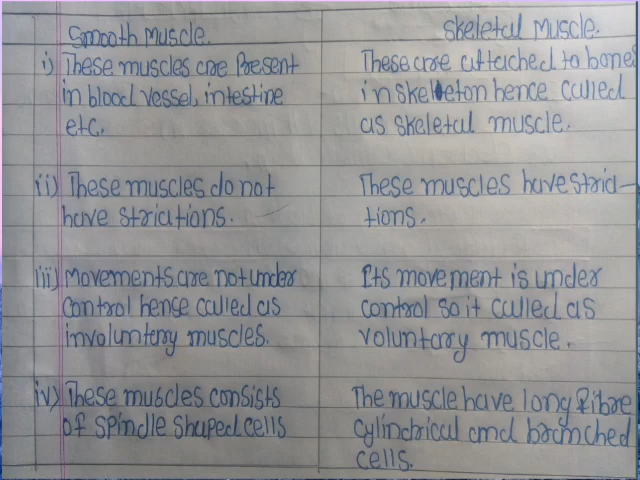 Smooth Muscle.
i) These muscles are Present
in blood vessel, intestine
etc.
ii) These muscles do not
have striations.
iii) Movements are not under
control hense called as
involuntery muscles.
iv) These muscles consists
of spindle shaped cells
Skeletal Muscle.
These are attached to bones
in skeleton hence called
as skeletal muscle.
These muscles have stria-
tions.
Its movement is under
control so it called as
voluntary muscle.
The muscle have long fibre
cylindrical and branched
cells.